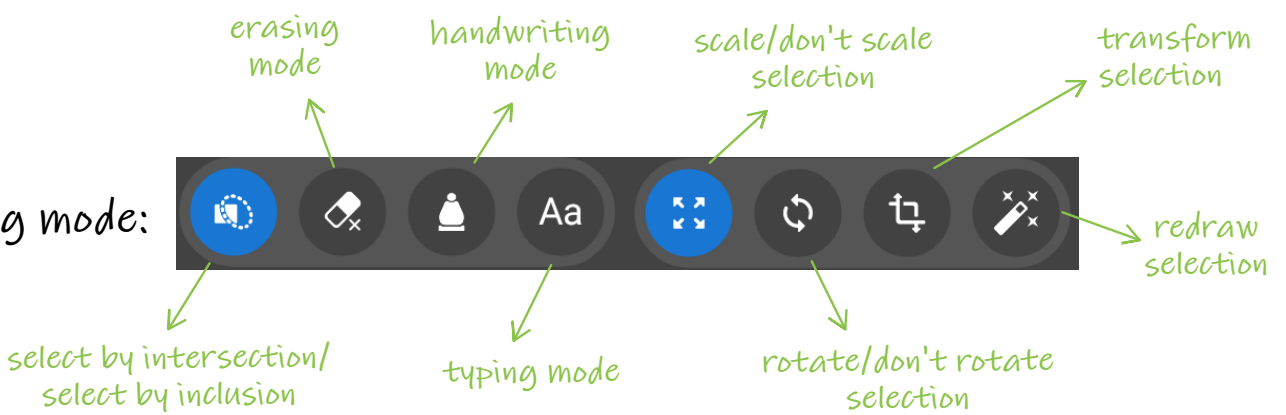 erasing
mode
handwriting
mode
scale/don't scale
selection
transform
selection
g mode:
Aa
redraw
selection
select by intersection/
select by inclusion
typing mode
rotate/don't rotate
selection